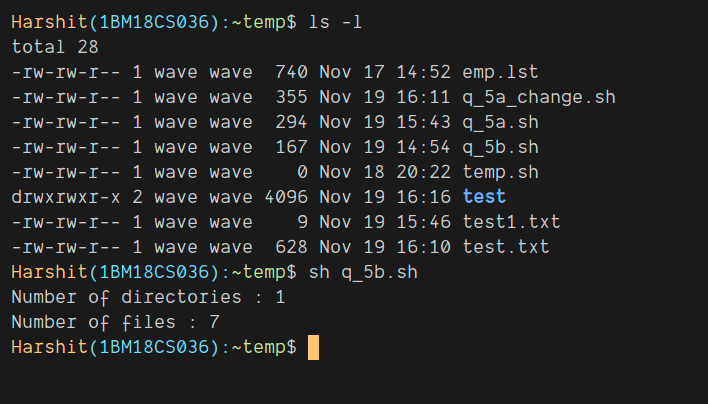 Harshit(1BM18CS036):~temp$ ls -l
total 28
-rw-rw-r-- 1 wave wave  740 Nov 17 14:52 emp.lst
-rw-rw-r-- 1 wave wave  355 Nov 19 16:11 q_5a_change.sh
-rw-rw-r-- 1 wave wave  294 Nov 19 15:43 q_5a.sh
-rw-rw-r-- 1 wave wave  167 Nov 19 14:54 q_5b.sh
-rw-rw-r-- 1 wave wave    0 Nov 18 20:22 temp.sh
drwxrwxr-x 2 wave wave 4096 Nov 19 16:16 test
-rw-rw-r-- 1 wave wave    9 Nov 19 15:46 test1.txt
-rw-rw-r-- 1 wave wave  628 Nov 19 16:10 test.txt
Harshit(1BM18CS036):~temp$ sh q_5b.sh
Number of directories : 1
Number of files : 7
Harshit(1BM18CS036):~temp$